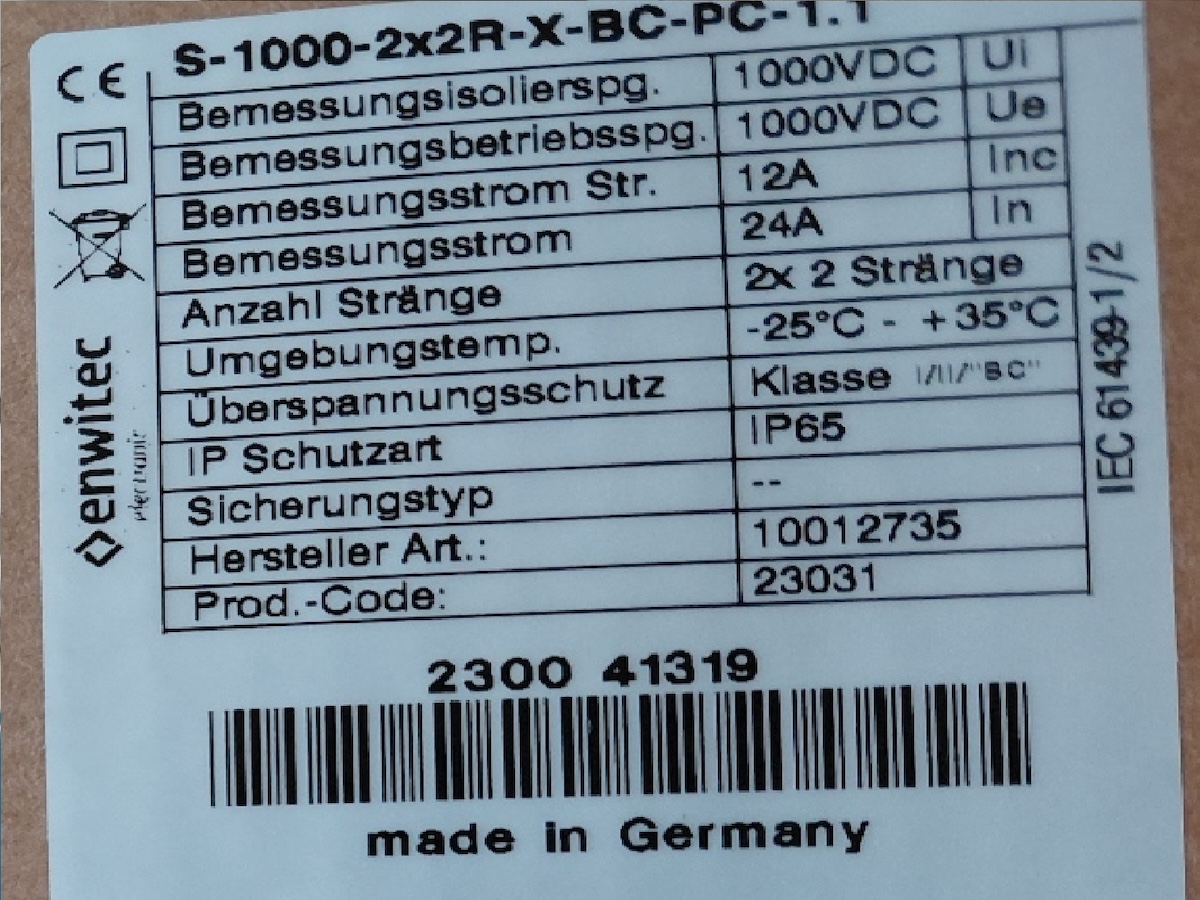 S-1000-2x2R-X-BC-PC-1.1
CE
Bemessungsisolierspg. 1000VDC Ui
Bemessungsbetriebsspg. 1000VDC Ue
Bemessungsstrom Str. 12A Inc
Bemessungsstrom 24A In
Anzahl Stränge 2x 2 Stränge
Umgebungstemp. -25°C - +35°C
Überspannungsschutz Klasse I/II/"BC"
IP Schutzart IP65
Sicherungstyp --
Hersteller Art.: 10012735
Prod.-Code: 23031
enwitec
IEC 61439-1/2
2300 41319
made in Germany